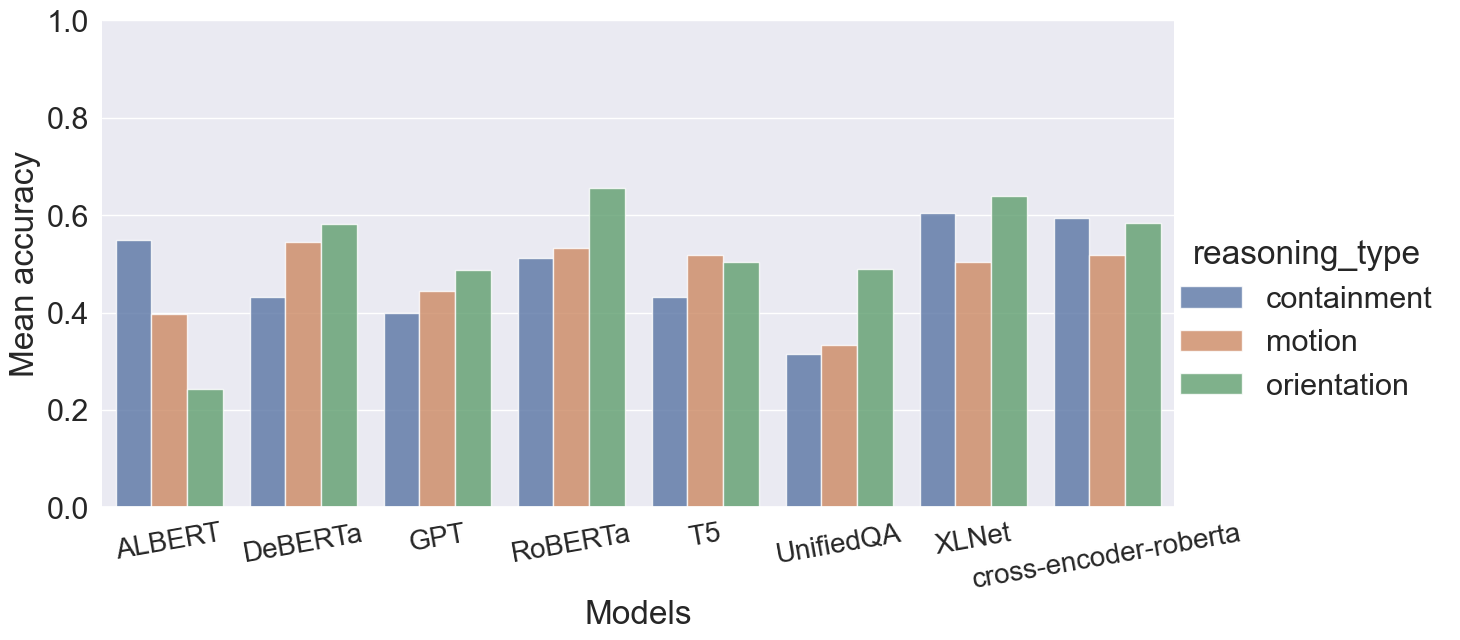 1.0
0.8
0.6
0.4
0.2
0.0
Mean accuracy
ALBERT
DeBERTa
GPT
RoBERTa
T5
UnifiedQA
XLNet
cross-encoder-roberta
Models
reasoning_type
containment
motion
orientation